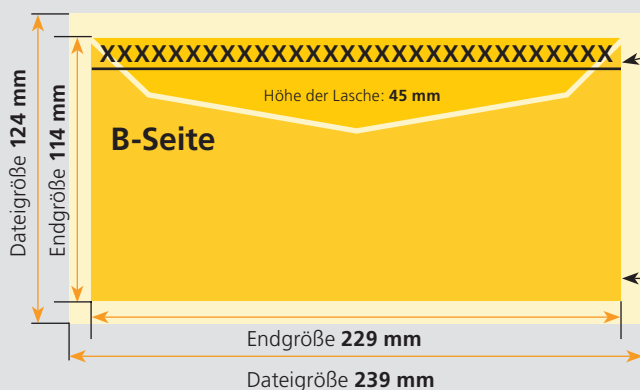 XXXXXXXXXXXXXXXXXXXXXXXXXXXXXXX
Höhe der Lasche: 45 mm
B-Seite
Dateigröße 124 mm
Endgröße 114 mm
Endgröße 229 mm
Dateigröße 239 mm